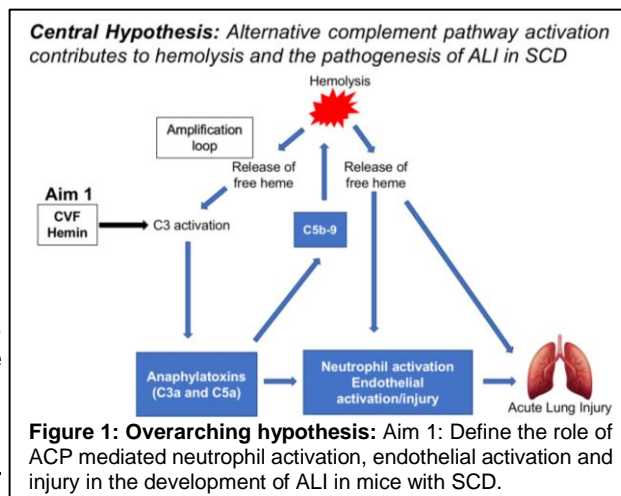 Central Hypothesis: Alternative complement pathway activation
contributes to hemolysis and the pathogenesis of ALI in SCD
Hemolysis
Amplification
loop
Release of
free heme
Release of
free heme
Aim 1
CVF
Hemin
C3 activation
C5b-9
Anaphylatoxins
(C3a and C5a)
Neutrophil activation
Endothelial
activation/injury
Acute Lung Injury
Figure 1: Overarching hypothesis: Aim 1: Define the role of
ACP mediated neutrophil activation, endothelial activation and
injury in the development of ALI in mice with SCD.